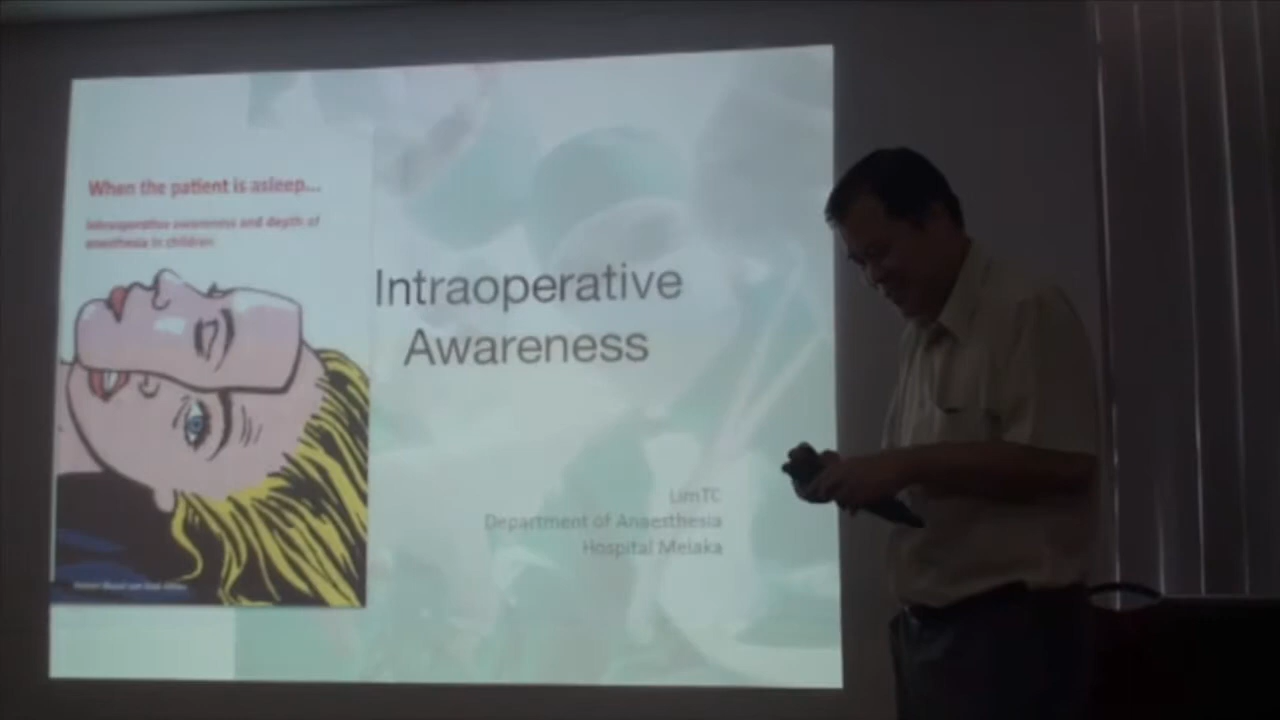 When the patient is asleep...
Intraoperative awareness and depth of
anesthesia in children
Intraoperative
Awareness
LimTC
Department of Anaesthesia
Hospital Melaka